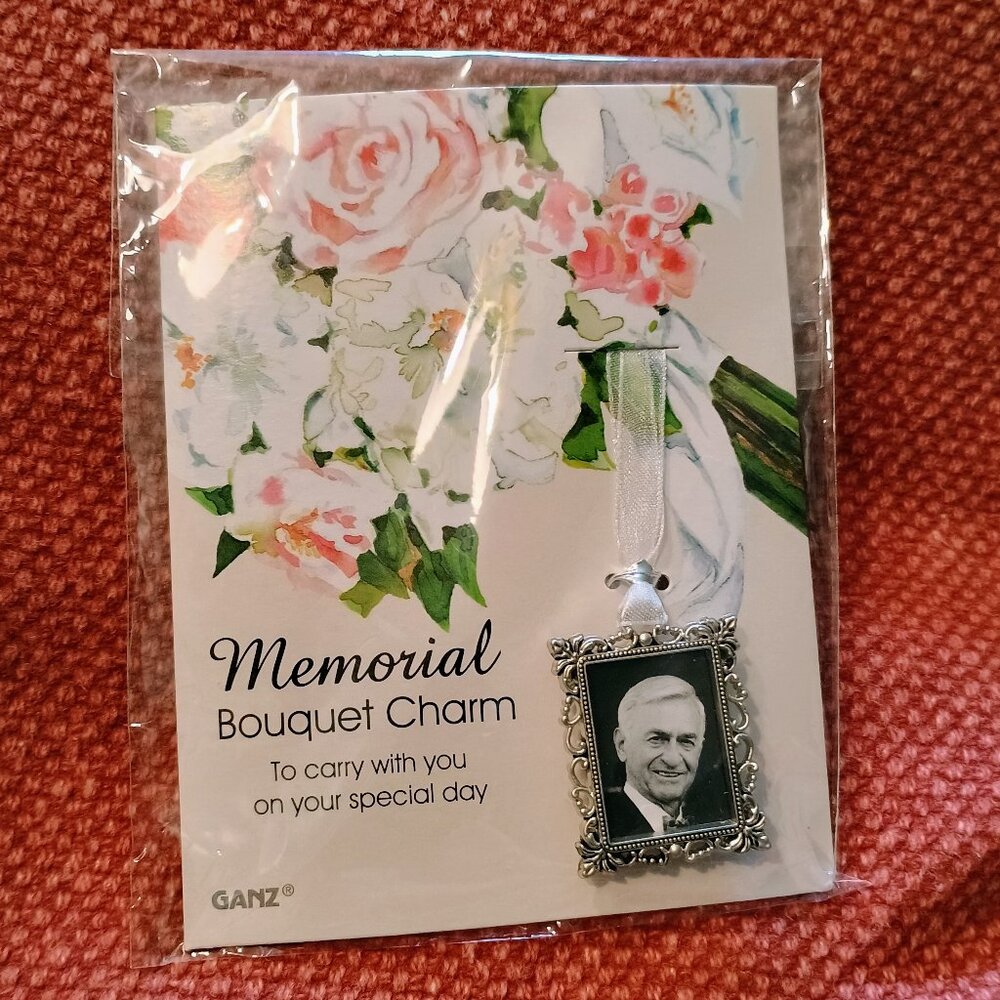 Memorial
Bouquet Charm
To carry with you
on your special day
GANZ®